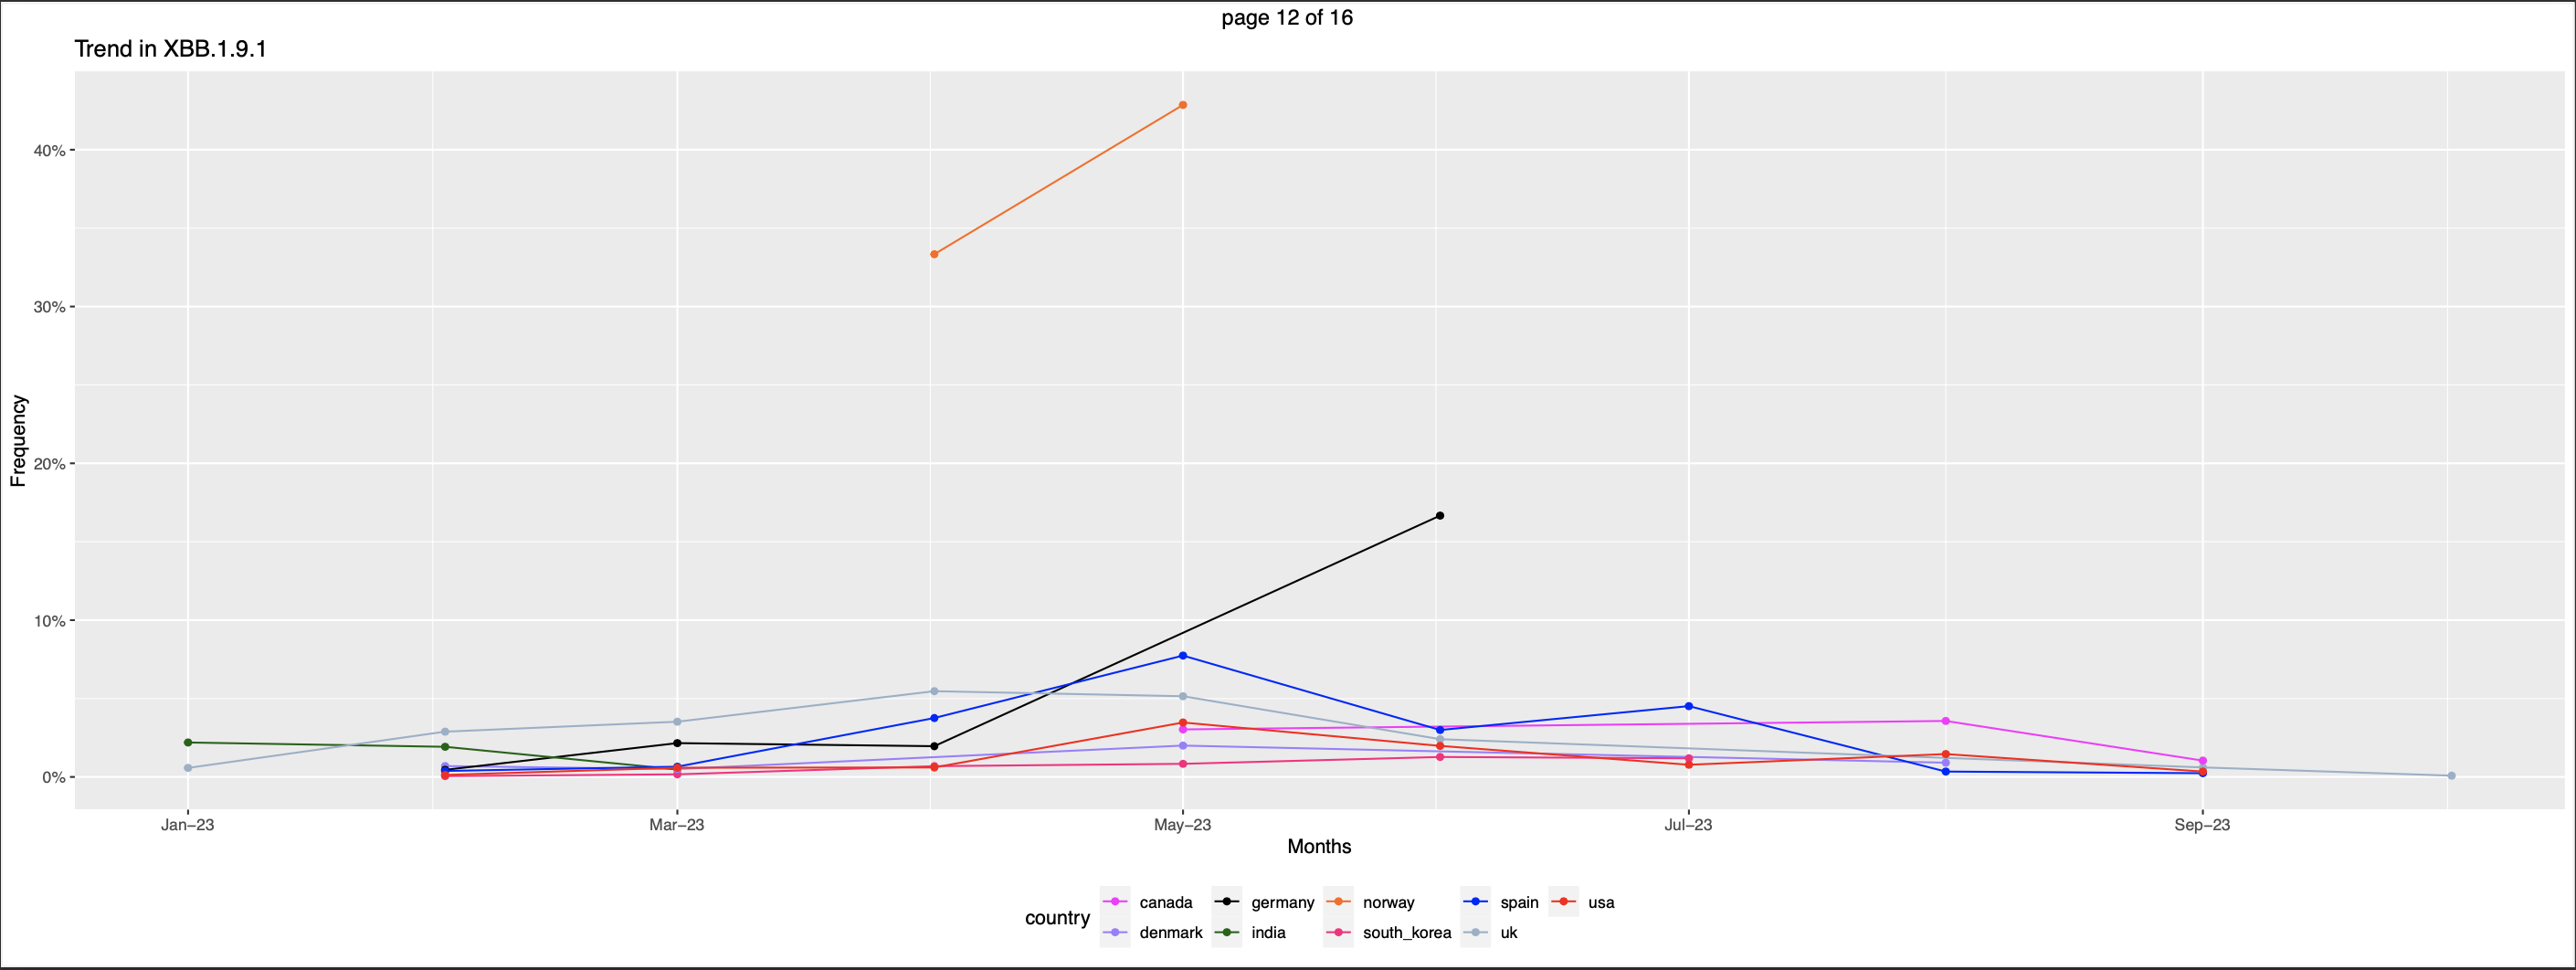 page 12 of 16
Trend in XBB.1.9.1
40%
30%
20%
10%
0%
Frequency
Jan–23 Mar–23 May–23 Jul–23 Sep–23
Months
country
canada germany norway spain usa
denmark india south_korea uk